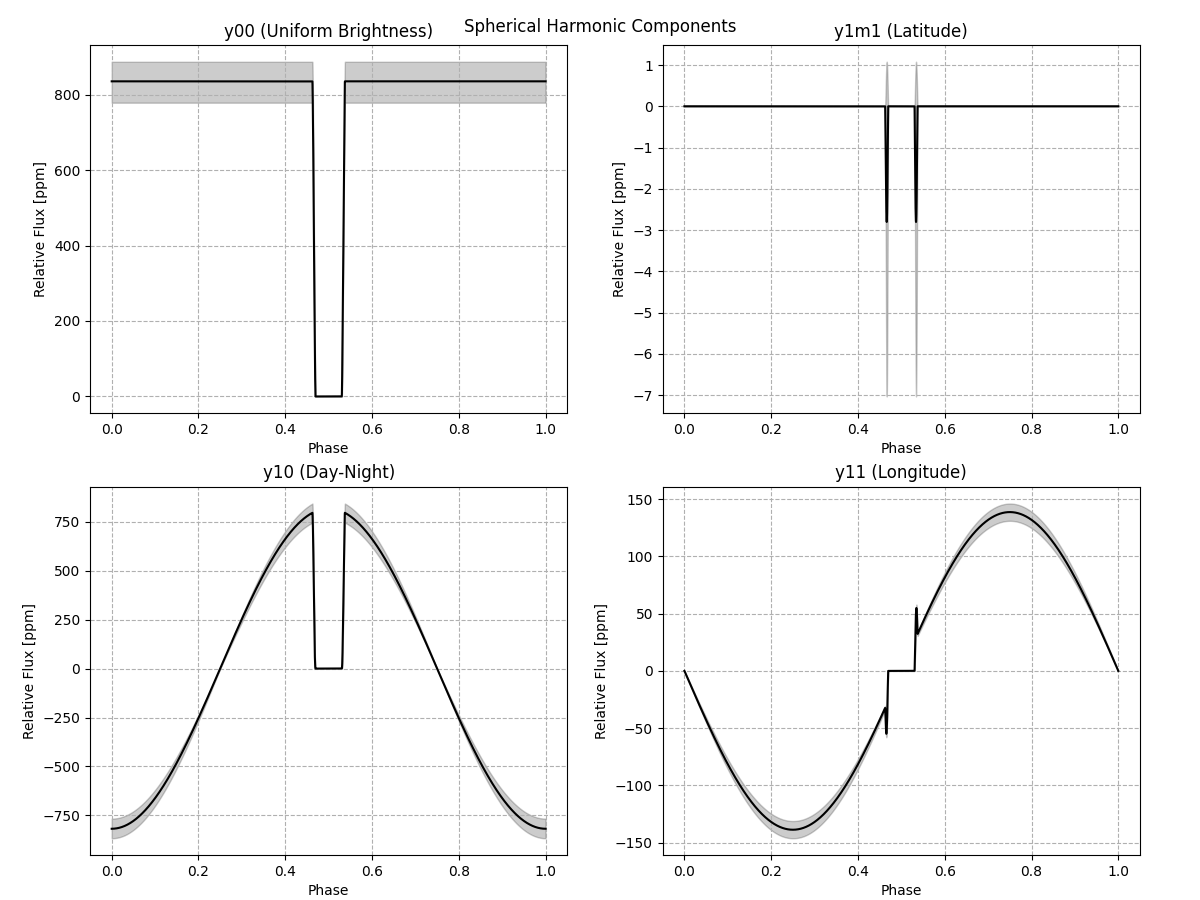 Spherical Harmonic Components
y00 (Uniform Brightness)
Relative Flux [ppm]
800
600
400
200
0
0.0 0.2 0.4 0.6 0.8 1.0
Phase
y1m1 (Latitude)
Relative Flux [ppm]
1
0
−1
−2
−3
−4
−5
−6
−7
0.0 0.2 0.4 0.6 0.8 1.0
Phase
y10 (Day-Night)
Relative Flux [ppm]
750
500
250
0
−250
−500
−750
0.0 0.2 0.4 0.6 0.8 1.0
Phase
y11 (Longitude)
Relative Flux [ppm]
150
100
50
0
−50
−100
−150
0.0 0.2 0.4 0.6 0.8 1.0
Phase